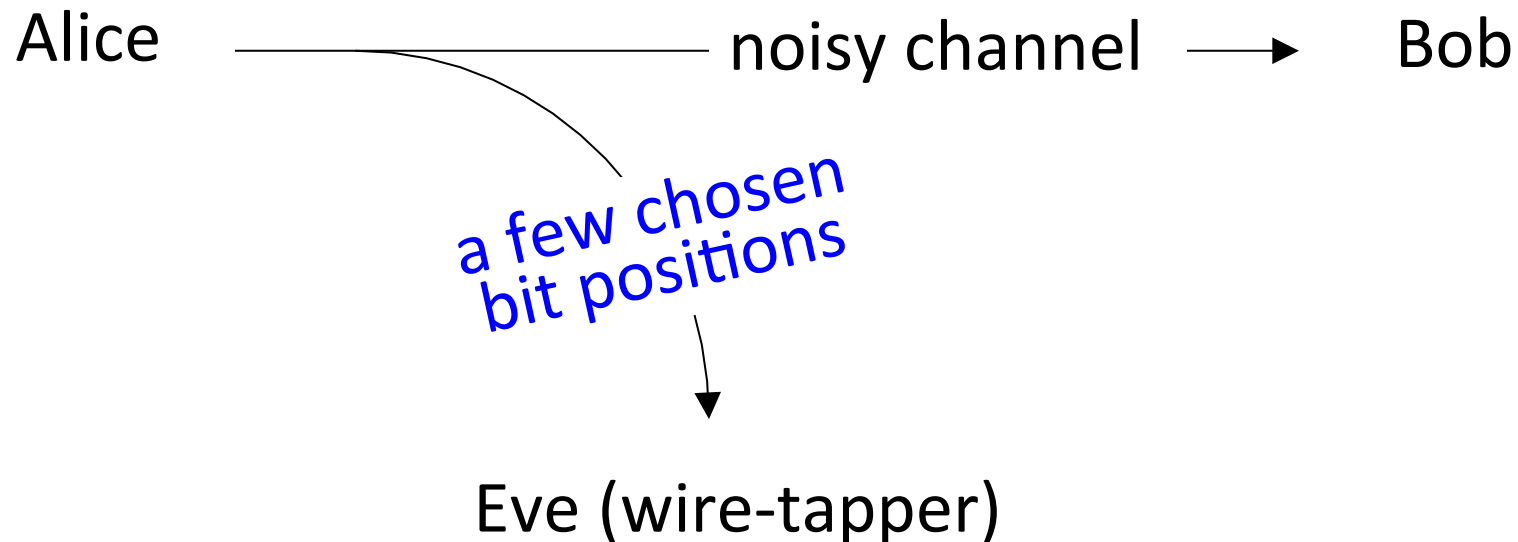 Alice
noisy channel
Bob
a few chosen
bit positions
Eve (wire-tapper)